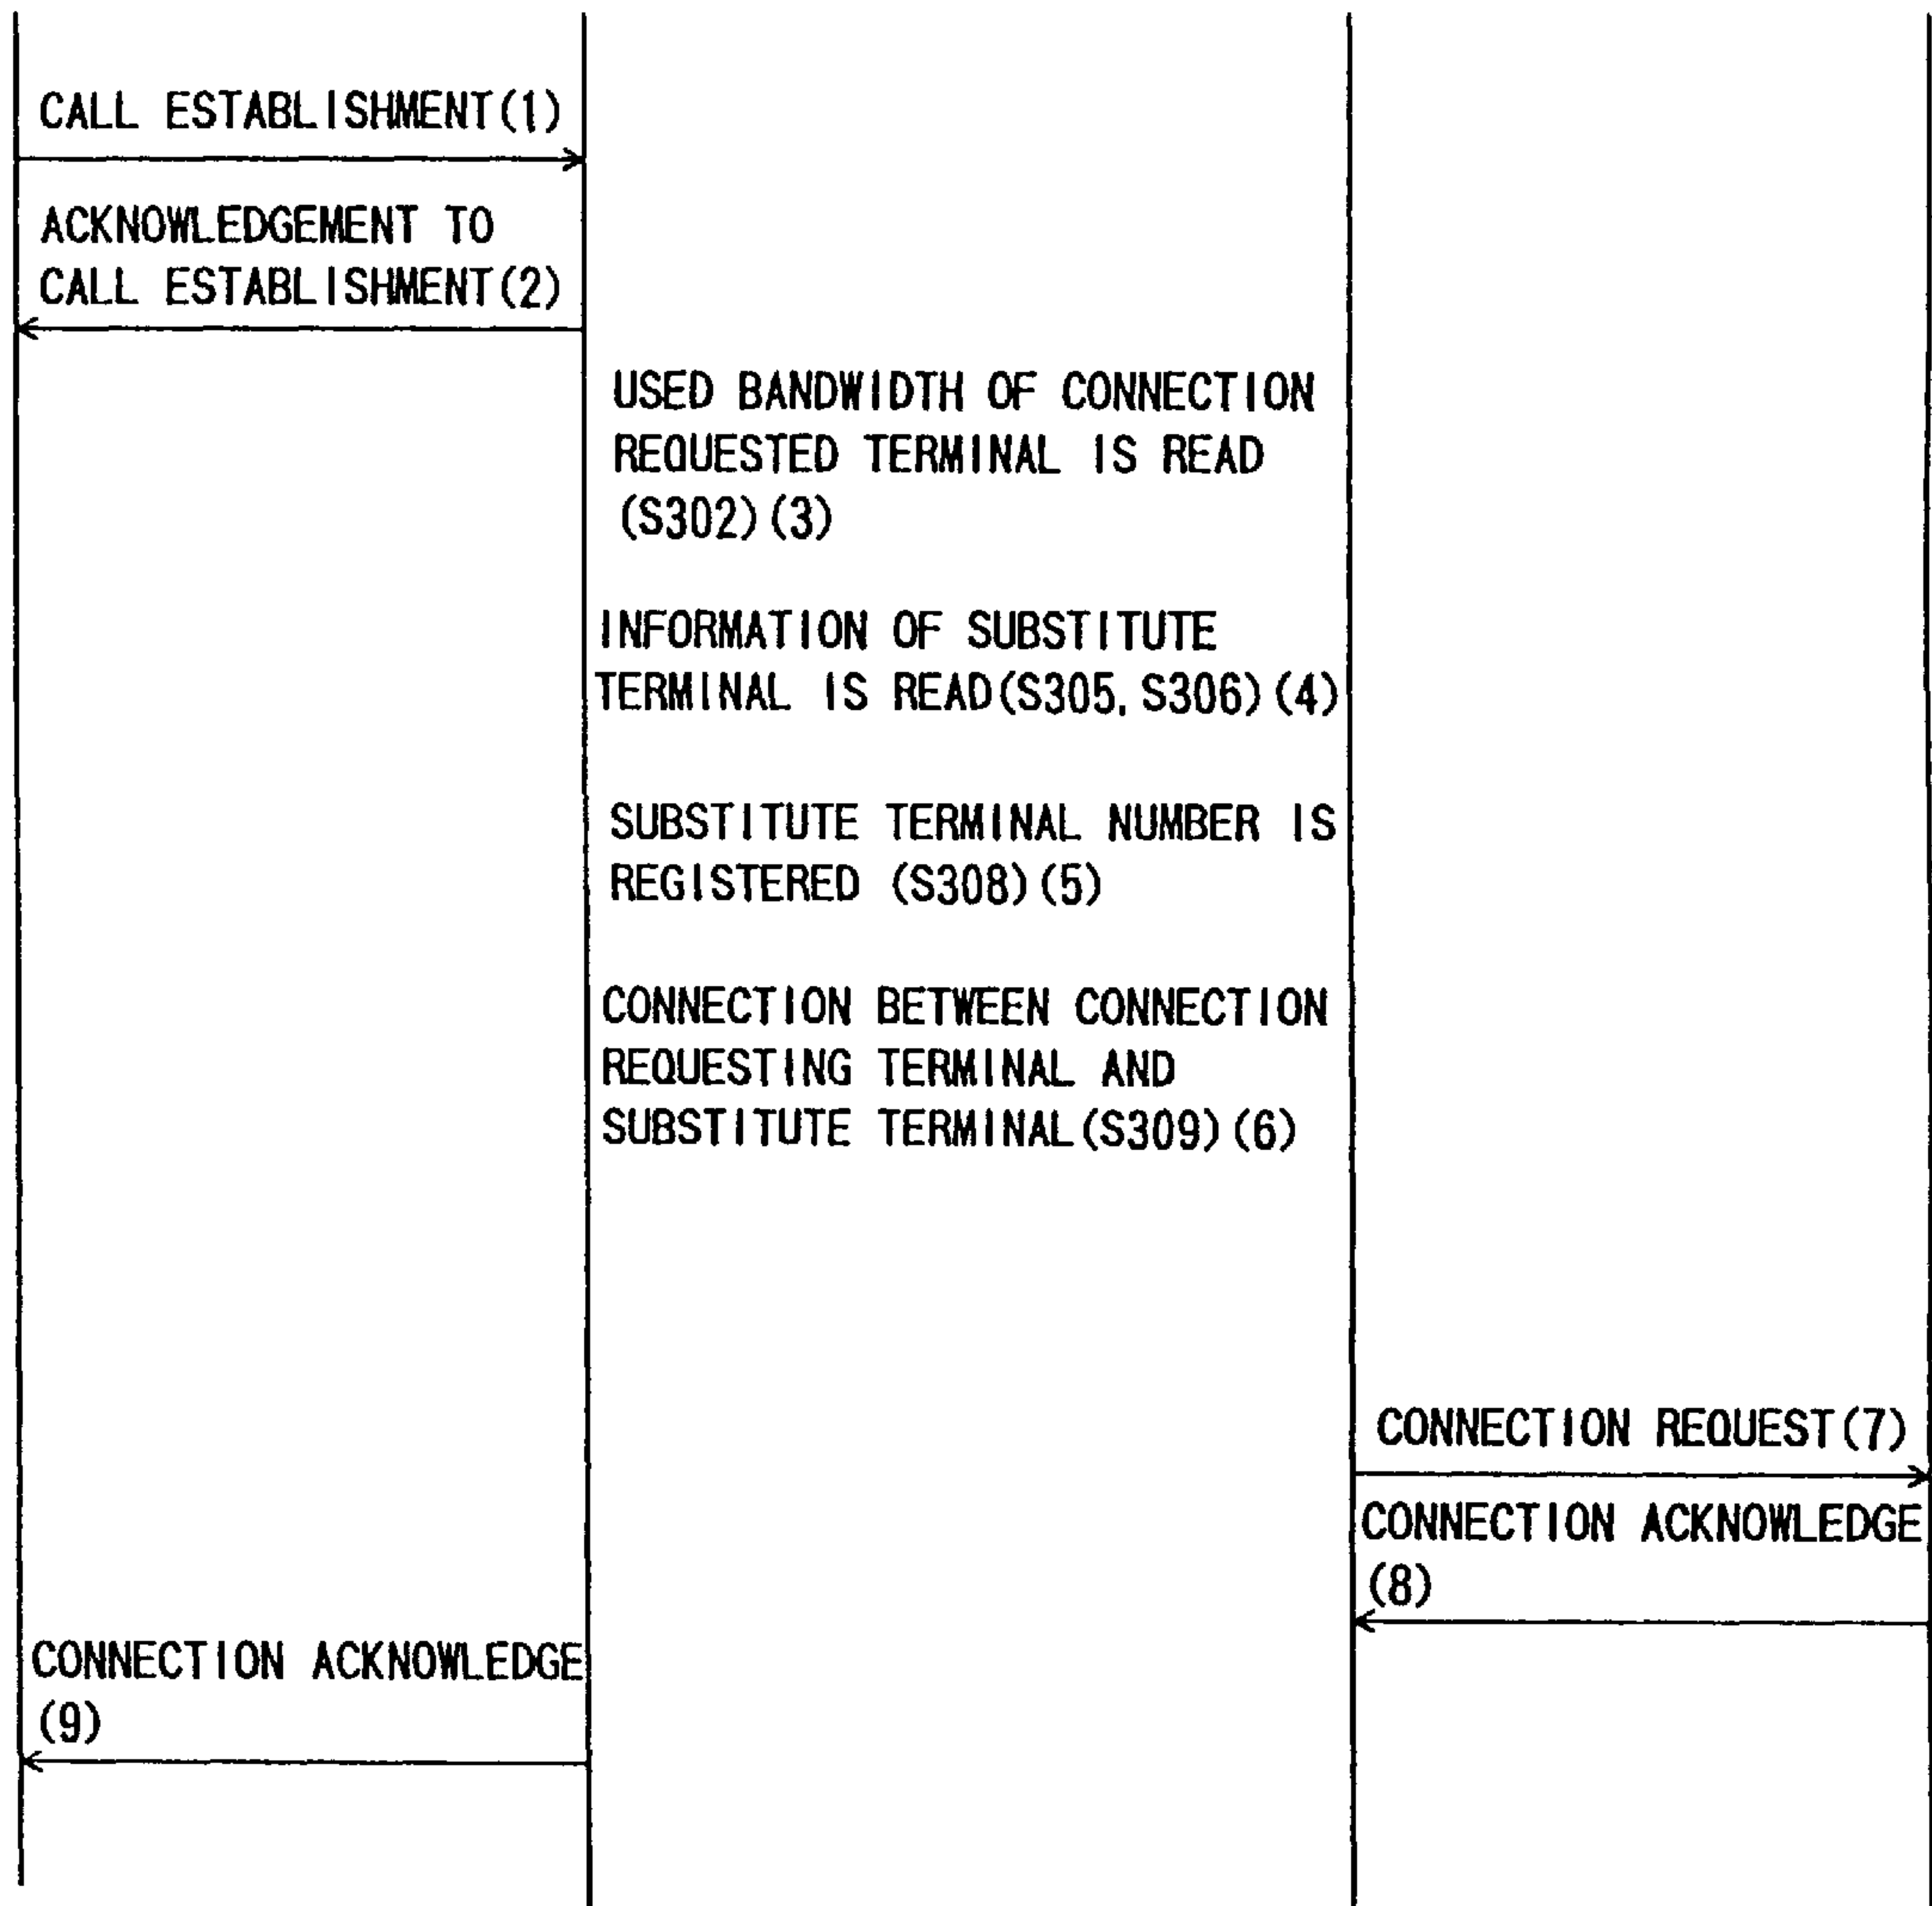 CALL ESTABLISHMENT(1)
ACKNOWLEDGEMENT TO
CALL ESTABLISHMENT(2)
USED BANDWIDTH OF CONNECTION
REQUESTED TERMINAL IS READ
(S302)(3)
INFORMATION OF SUBSTITUTE
TERMINAL IS READ(S305,S306)(4)
SUBSTITUTE TERMINAL NUMBER IS
REGISTERED (S308)(5)
CONNECTION BETWEEN CONNECTION
REQUESTING TERMINAL AND
SUBSTITUTE TERMINAL(S309)(6)
CONNECTION REQUEST(7)
CONNECTION ACKNOWLEDGE
(8)
CONNECTION ACKNOWLEDGE
(9)